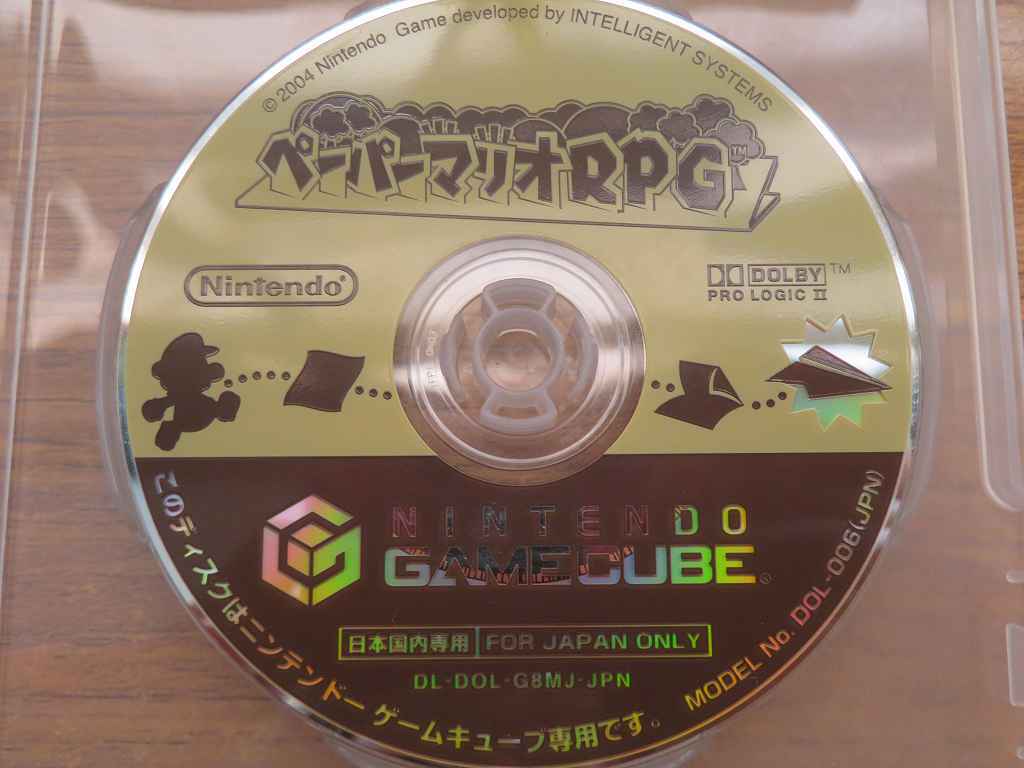 © 2004 Nintendo Game developed by INTELLIGENT SYSTEMS
ペーパーマリオRPG™
Nintendo®
DOLBY™
PRO LOGIC II
NINTENDO
GAMECUBE®
日本国内専用 FOR JAPAN ONLY
DL-DOL-G8MJ-JPN
MODEL No. DOL-006(JPN)
このディスクはニンテンドー ゲームキューブ専用です。